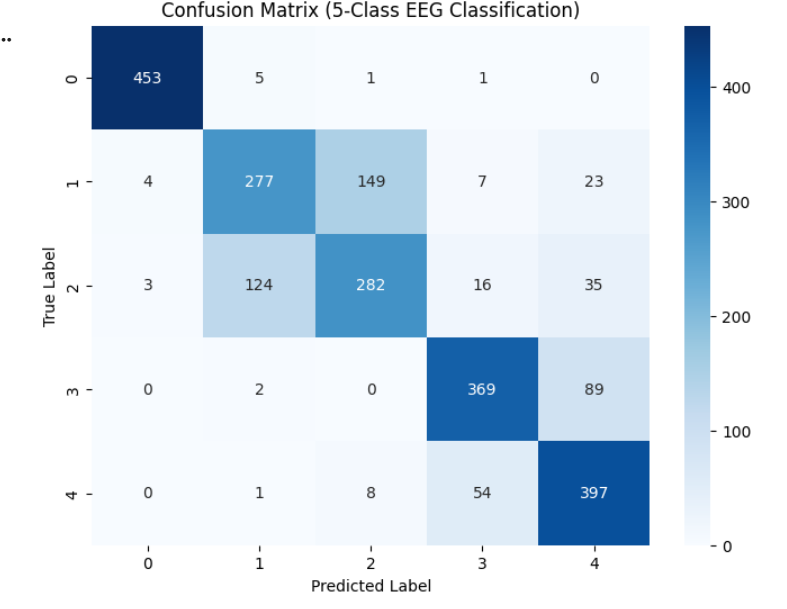 Confusion Matrix (5-Class EEG Classification)
..
0 453 5 1 1 0
1 4 277 149 7 23
2 3 124 282 16 35
3 0 2 0 369 89
4 0 1 8 54 397
0 1 2 3 4
True Label
Predicted Label
400
300
200
100
0